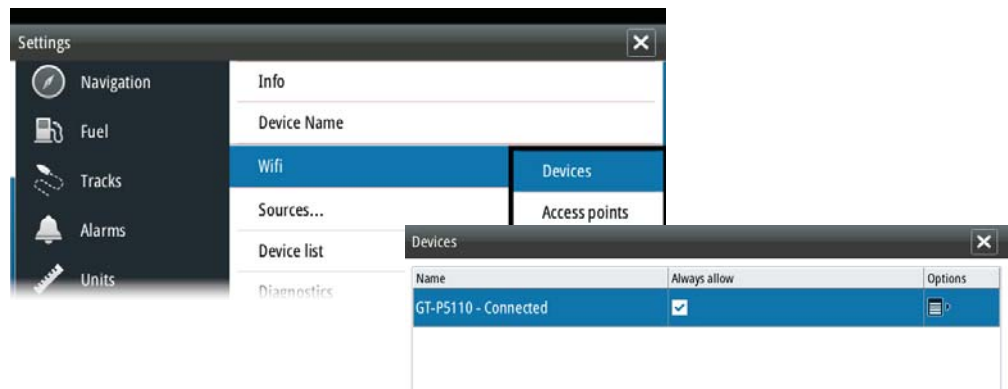 Settings
Navigation
Fuel
Tracks
Alarms
Units
Info
Device Name
Wifi
Sources...
Device list
Diagnostics
Devices
Access points
Devices
Name Always allow Options
GT-P5110 - Connected